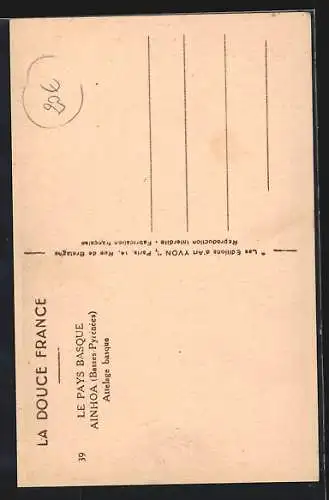 LA DOUCE FRANCE
39 LE PAYS BASQUE
AINHOA (Basses-Pyrénées)
Attelage basque
" Les Editions d'Art YVON ", Paris, 14, Rue de Bretagne
Reproduction interdite - Fabrication française